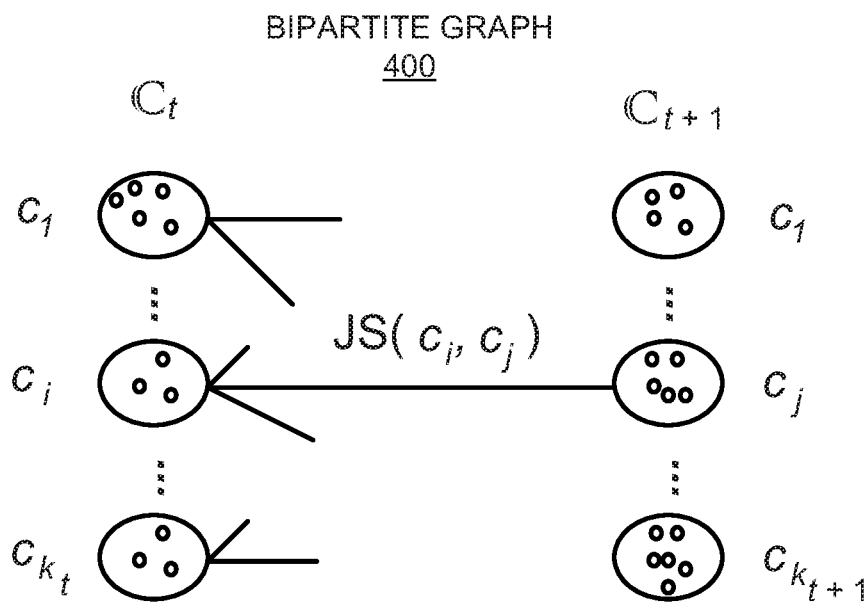 BIPARTITE GRAPH
400
ℂt ℂt + 1
c1 c1
JS( ci, cj )
ci cj
ckt ckt + 1